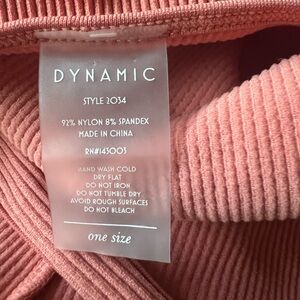 DYNAMIC
STYLE 2034
92% NYLON 8% SPANDEX
MADE IN CHINA
RN#143003
HAND WASH COLD
DRY FLAT
DO NOT IRON
DO NOT TUMBLE DRY
AVOID ROUGH SURFACES
DO NOT BLEACH
one size